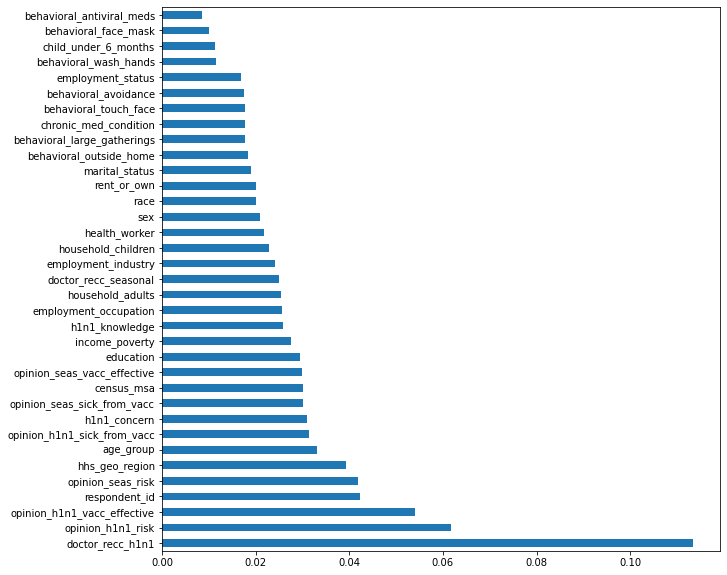 behavioral_antiviral_meds
behavioral_face_mask
child_under_6_months
behavioral_wash_hands
employment_status
behavioral_avoidance
behavioral_touch_face
chronic_med_condition
behavioral_large_gatherings
behavioral_outside_home
marital_status
rent_or_own
race
sex
health_worker
household_children
employment_industry
doctor_recc_seasonal
household_adults
employment_occupation
h1n1_knowledge
income_poverty
education
opinion_seas_vacc_effective
census_msa
opinion_seas_sick_from_vacc
h1n1_concern
opinion_h1n1_sick_from_vacc
age_group
hhs_geo_region
opinion_seas_risk
respondent_id
opinion_h1n1_vacc_effective
opinion_h1n1_risk
doctor_recc_h1n1
0.00 0.02 0.04 0.06 0.08 0.10